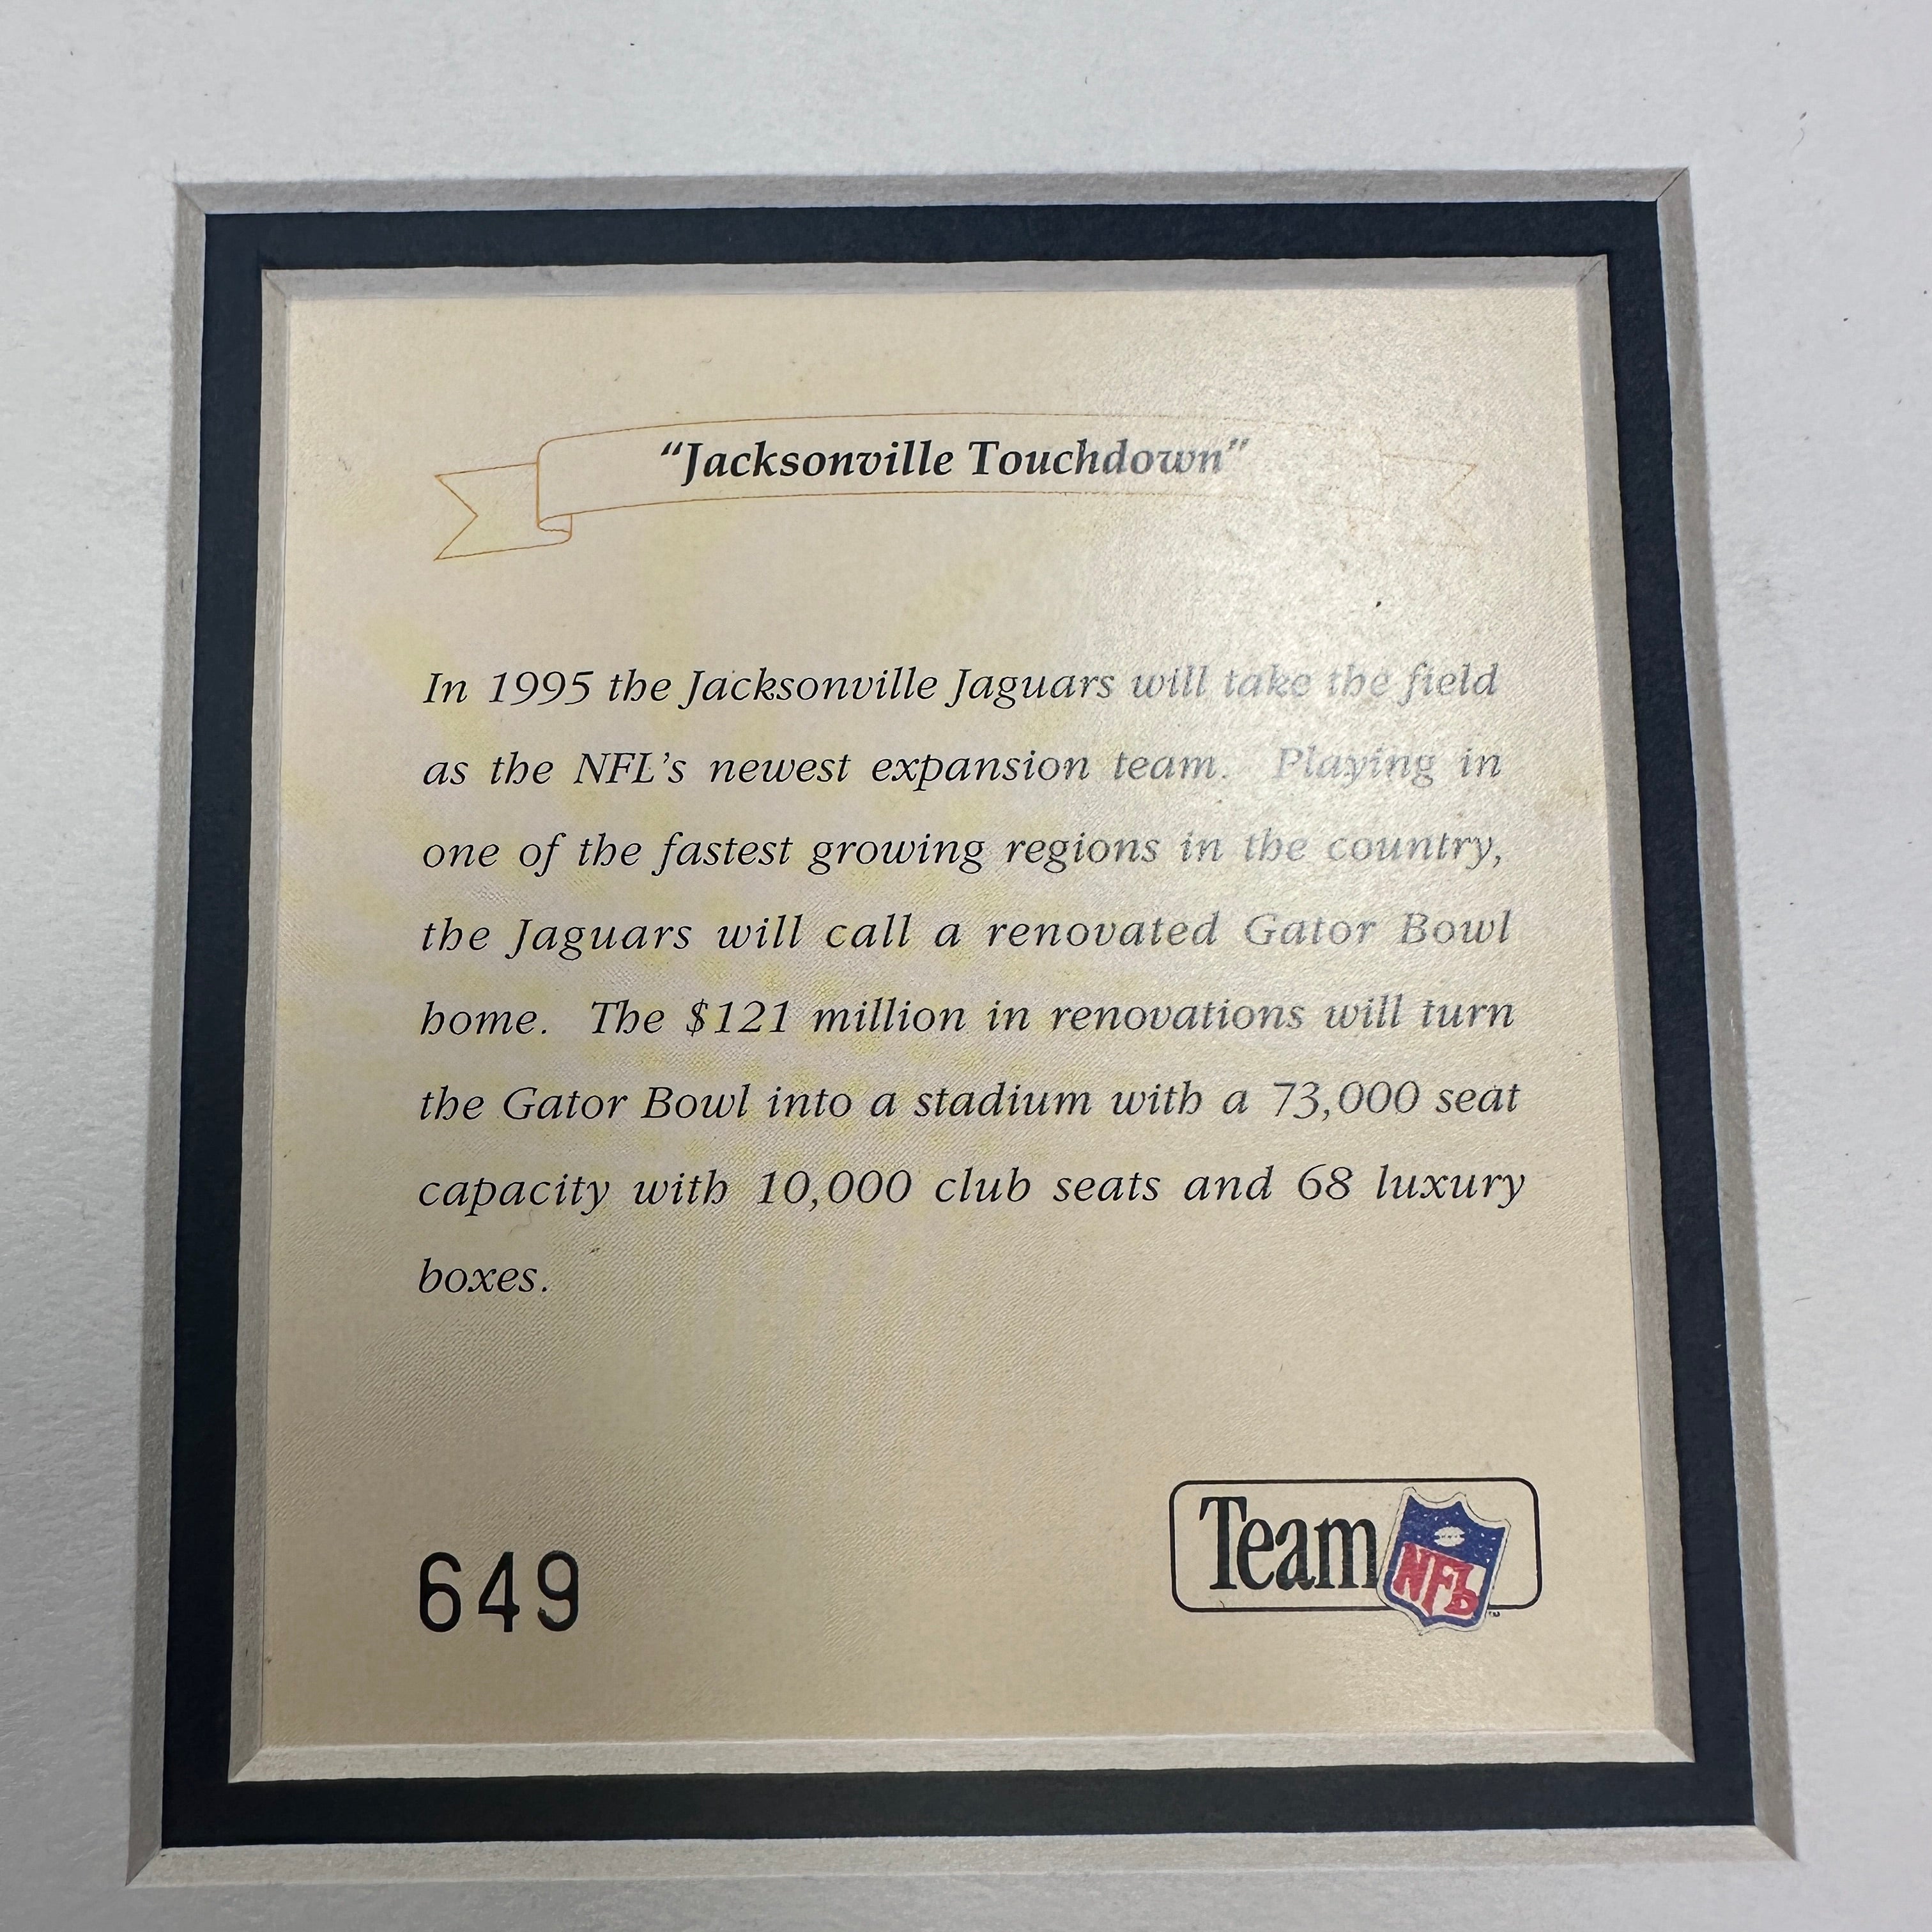 “Jacksonville Touchdown”
In 1995 the Jacksonville Jaguars will take the field
as the NFL’s newest expansion team. Playing in
one of the fastest growing regions in the country,
the Jaguars will call a renovated Gator Bowl
home. The $121 million in renovations will turn
the Gator Bowl into a stadium with a 73,000 seat
capacity with 10,000 club seats and 68 luxury
boxes.
649
Team NFL ™